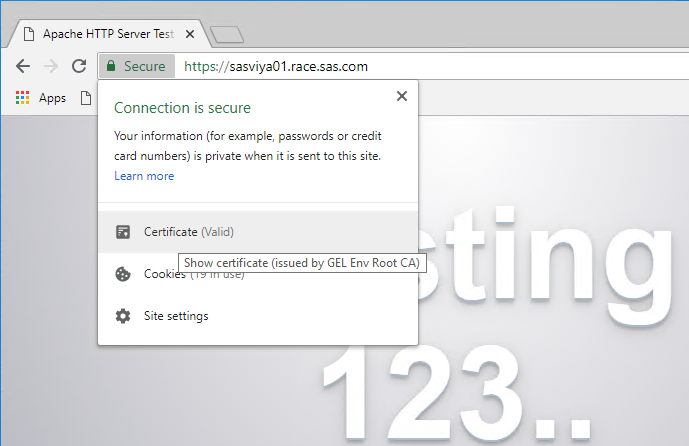 Apache HTTP Server Test
Secure
https://sasviya01.race.sas.com
Apps
Connection is secure
Your information (for example, passwords or credit
card numbers) is private when it is sent to this site.
Learn more
Certificate (Valid)
Show certificate (issued by GEL Env Root CA)
Cookies (19 in use)
Site settings
sting
123..